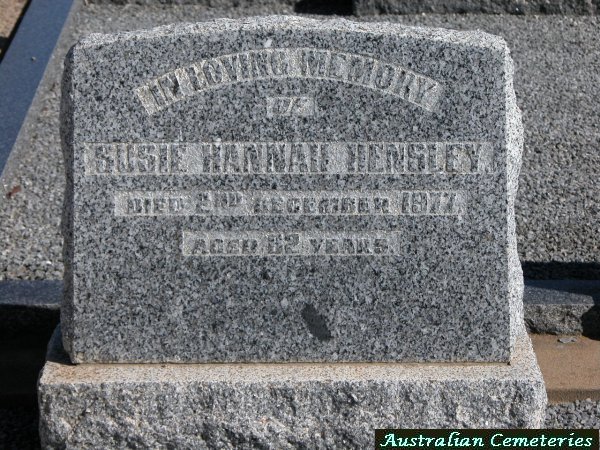 IN LOVING MEMORY
OF
SUSIE HANNAH HENSLEY
DIED 2ND DECEMBER 1977
AGED 82 YEARS.
Australian Cemeteries